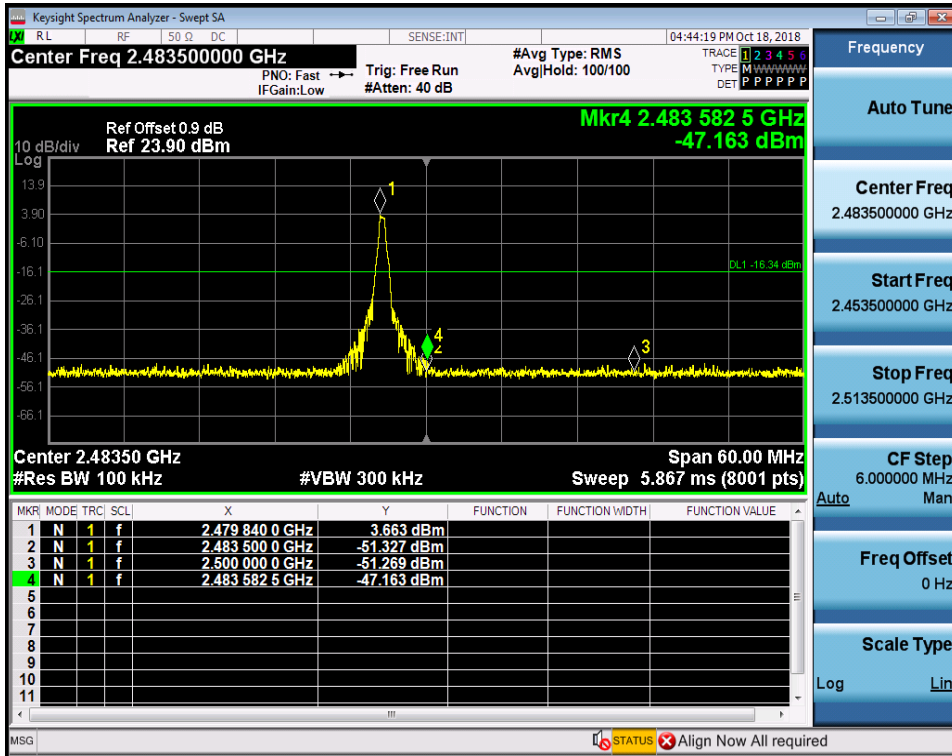 Keysight Spectrum Analyzer - Swept SA
LXI RL RF 50 Ω DC SENSE:INT 04:44:19 PM Oct 18, 2018
Center Freq 2.483500000 GHz
PNO: Fast
IFGain:Low
Trig: Free Run
#Atten: 40 dB
#Avg Type: RMS
Avg|Hold: 100/100
TRACE 1 2 3 4 5 6
TYPE M W W W W W
DET P P P P P P
Ref Offset 0.9 dB
10 dB/div Ref 23.90 dBm
Log
Mkr4 2.483 582 5 GHz
-47.163 dBm
13.9
3.90
-6.10
-16.1
-26.1
-36.1
-46.1
-56.1
-66.1
1
DL1 -16.34 dBm
4
2
3
Center 2.48350 GHz Span 60.00 MHz
#Res BW 100 kHz #VBW 300 kHz Sweep 5.867 ms (8001 pts)
MKR MODE TRC SCL X Y FUNCTION FUNCTION WIDTH FUNCTION VALUE
1 N 1 f 2.479 840 0 GHz 3.663 dBm
2 N 1 f 2.483 500 0 GHz -51.327 dBm
3 N 1 f 2.500 000 0 GHz -51.269 dBm
4 N 1 f 2.483 582 5 GHz -47.163 dBm
5
6
7
8
9
10
11
MSG STATUS Align Now All required
Frequency
Auto Tune
Center Freq
2.483500000 GHz
Start Freq
2.453500000 GHz
Stop Freq
2.513500000 GHz
CF Step
6.000000 MHz
Auto Man
Freq Offset
0 Hz
Scale Type
Log Lin